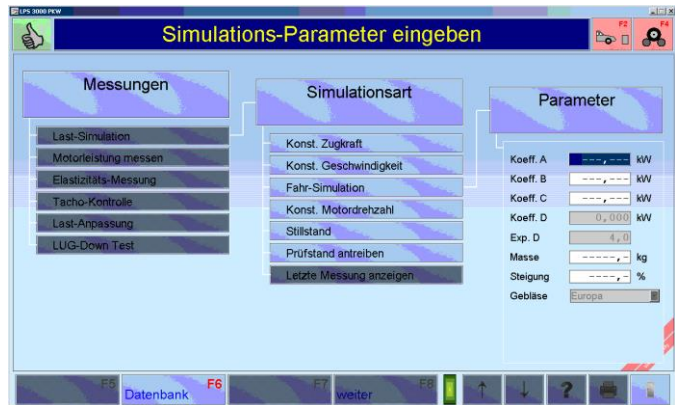 LPS 3000 PKW
Simulations-Parameter eingeben
F2
F4
Messungen
Last-Simulation
Motorleistung messen
Elastizitäts-Messung
Tacho-Kontrolle
Last-Anpassung
LUG-Down Test
Simulationsart
Konst. Zugkraft
Konst. Geschwindigkeit
Fahr-Simulation
Konst. Motordrehzahl
Stillstand
Prüfstand antreiben
Letzte Messung anzeigen
Parameter
Koeff. A ---,--- kW
Koeff. B ---,--- kW
Koeff. C ---,--- kW
Koeff. D 0,000 kW
Exp. D 4,0
Masse -----,- kg
Steigung ----,- %
Gebläse Europa
F5
Datenbank F6
F7
weiter F8
?